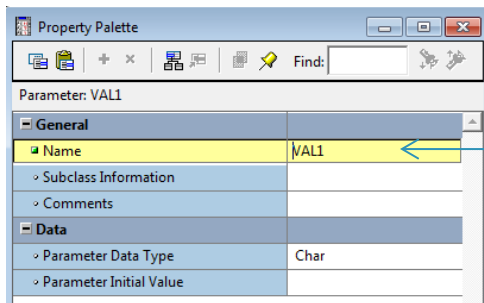 Property Palette
Find:
Parameter: VAL1
General
Name VAL1
Subclass Information
Comments
Data
Parameter Data Type Char
Parameter Initial Value